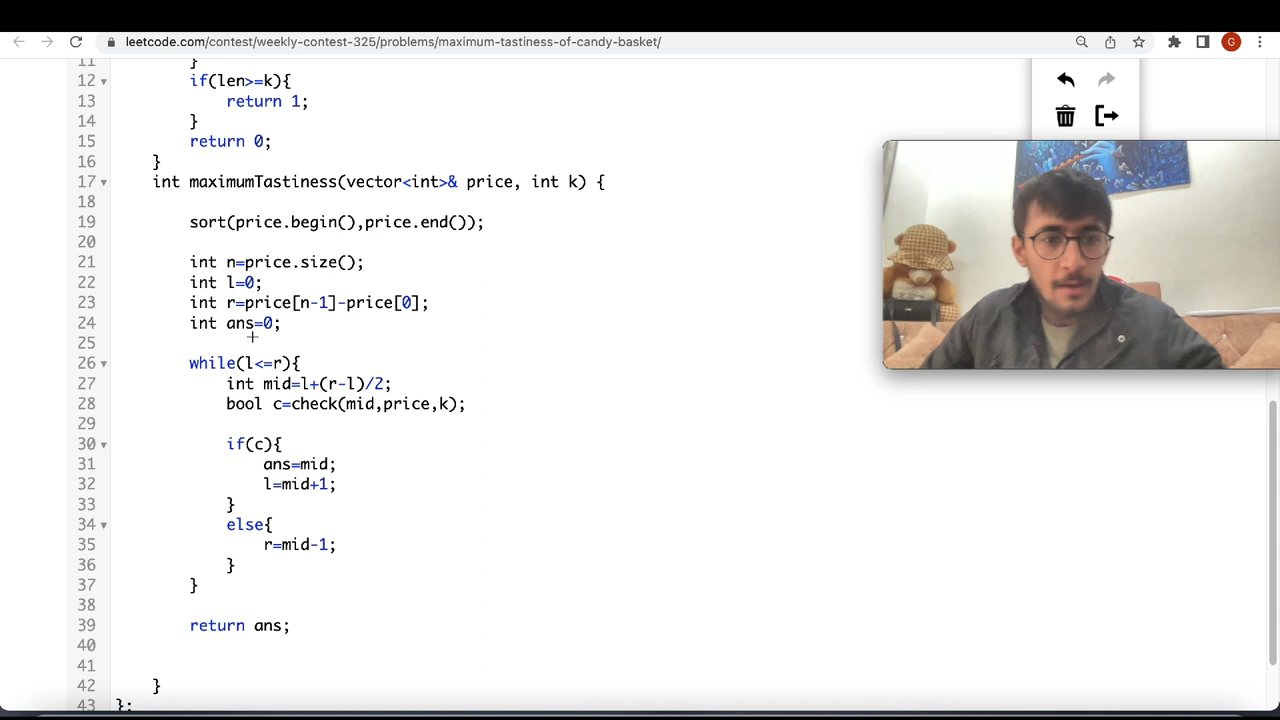 leetcode.com/contest/weekly-contest-325/problems/maximum-tastiness-of-candy-basket/
G
11 }
12 if(len>=k){
13 return 1;
14 }
15 return 0;
16 }
17 int maximumTastiness(vector<int>& price, int k) {
18
19 sort(price.begin(),price.end());
20
21 int n=price.size();
22 int l=0;
23 int r=price[n-1]-price[0];
24 int ans=0;
25
26 while(l<=r){
27 int mid=l+(r-l)/2;
28 bool c=check(mid,price,k);
29
30 if(c){
31 ans=mid;
32 l=mid+1;
33 }
34 else{
35 r=mid-1;
36 }
37 }
38
39 return ans;
40
41
42 }
43 };